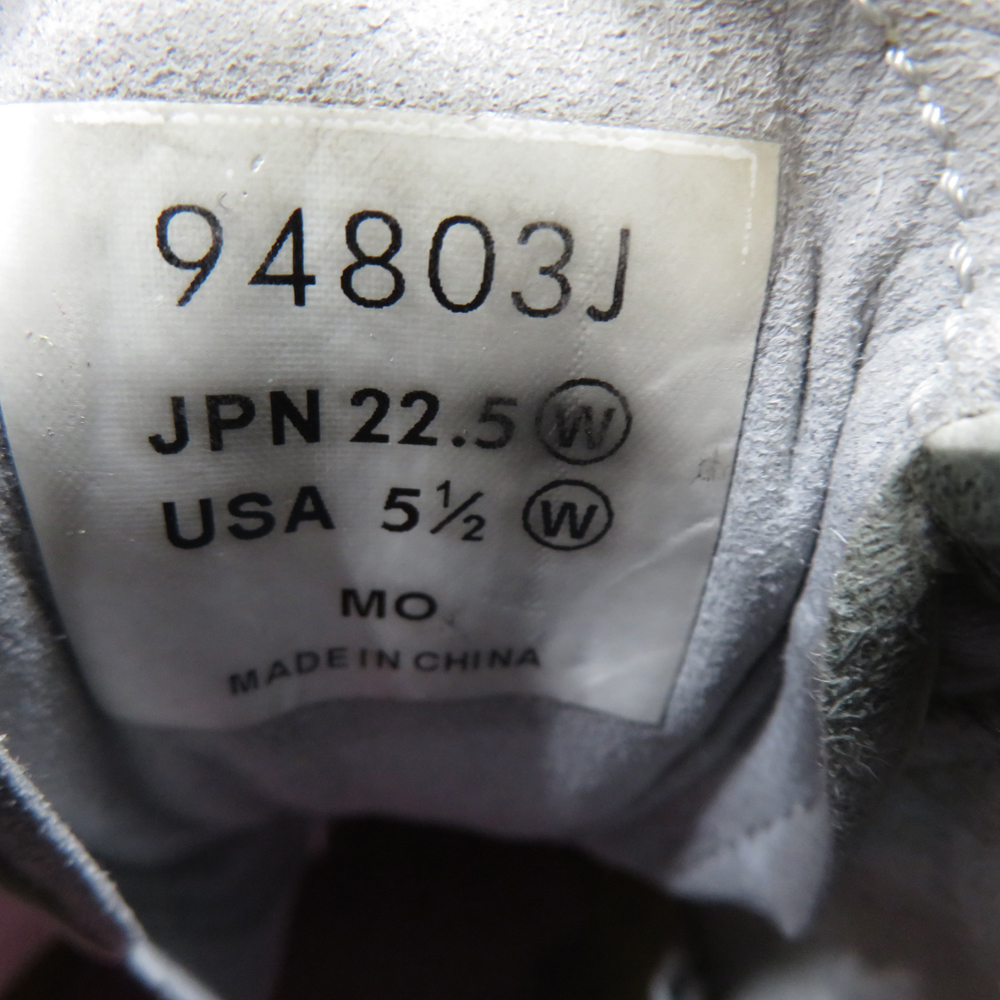 94803J
JPN 22.5 Ⓦ
USA 5½ Ⓦ
MO
MADE IN CHINA